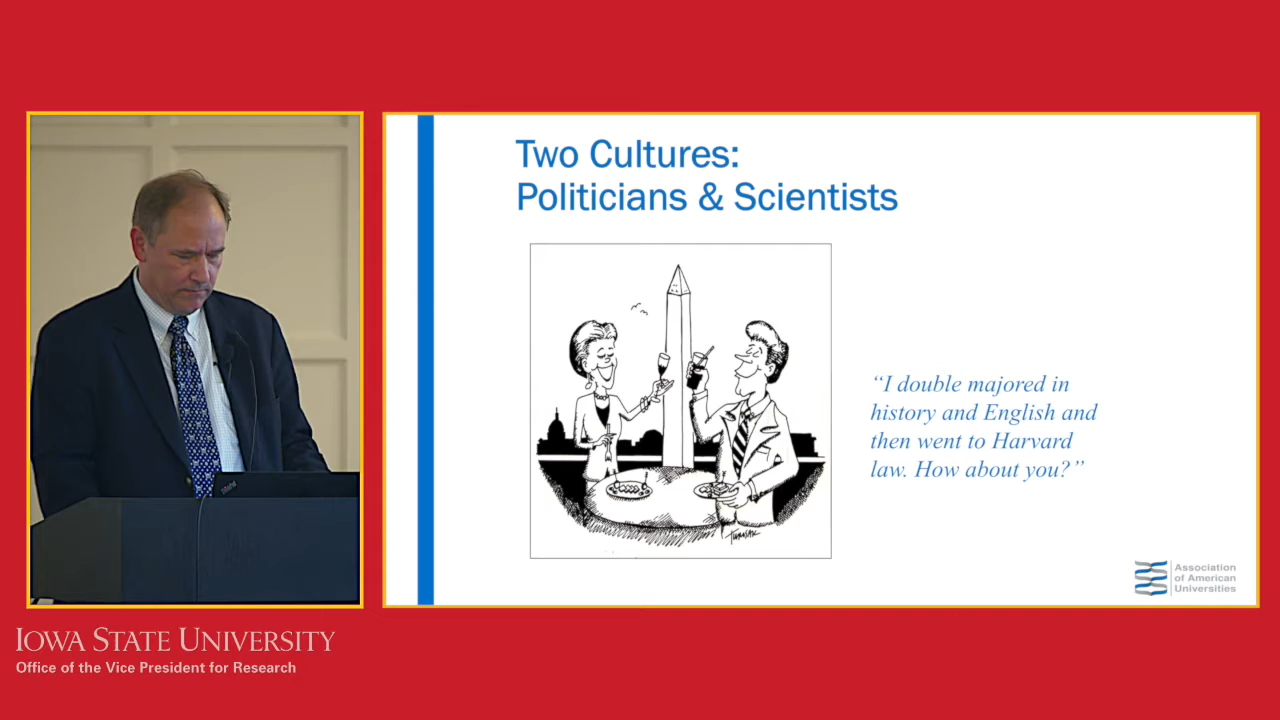 Two Cultures:
Politicians & Scientists
“I double majored in
history and English and
then went to Harvard
law. How about you?”
Association
of American
Universities
IOWA STATE UNIVERSITY
Office of the Vice President for Research